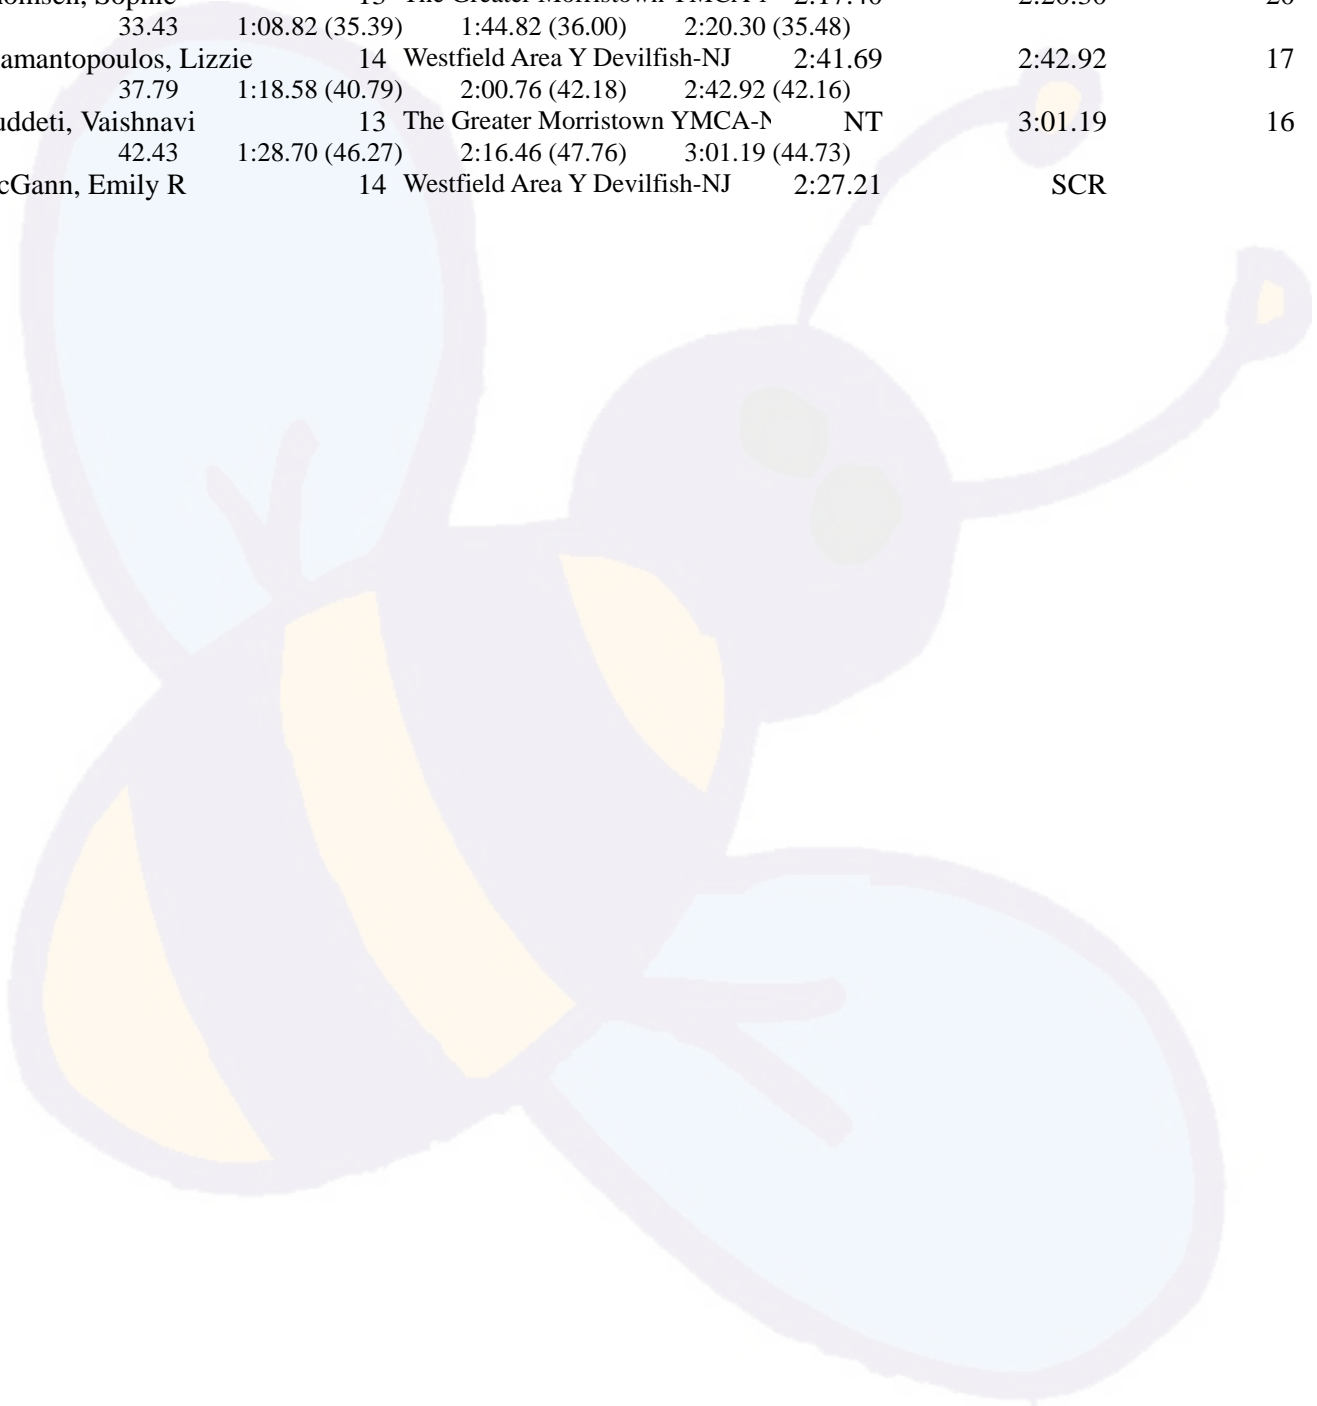 Sophie
33.43 1:08.82 (35.39) 1:44.82 (36.00) 2:20.30 (35.48)
amantopoulos, Lizzie 14 Westfield Area Y Devilfish-NJ 2:41.69 2:42.92 17
37.79 1:18.58 (40.79) 2:00.76 (42.18) 2:42.92 (42.16)
uddeti, Vaishnavi 13 The Greater Morristown YMCA-N NT 3:01.19 16
42.43 1:28.70 (46.27) 2:16.46 (47.76) 3:01.19 (44.73)
cGann, Emily R 14 Westfield Area Y Devilfish-NJ 2:27.21 SCR